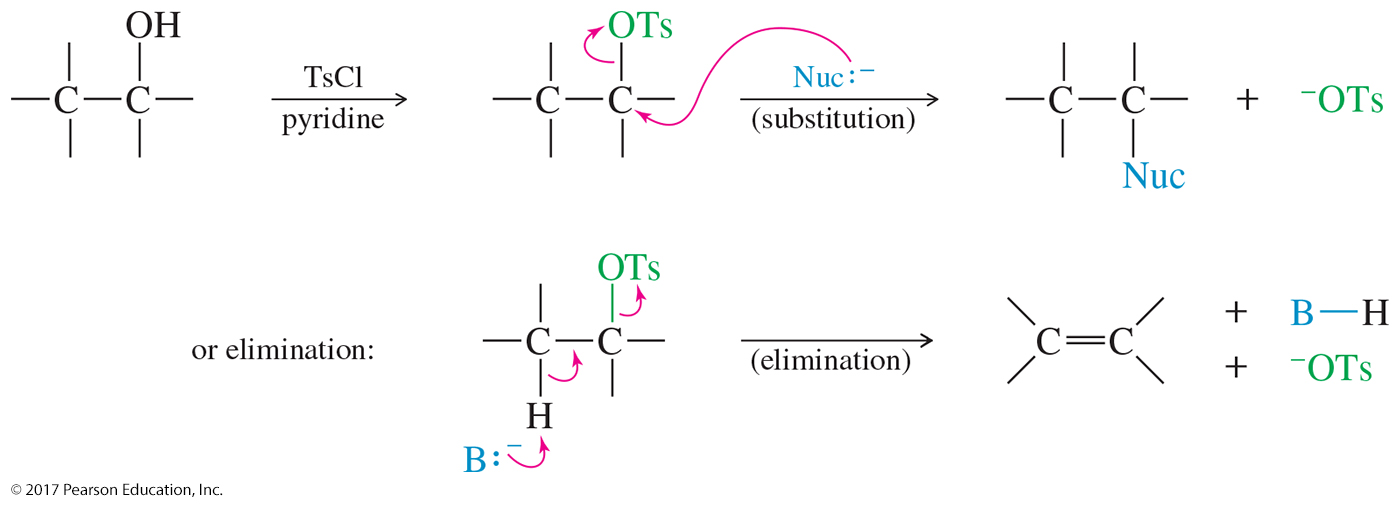 OH
C C
TsCl
pyridine
OTs
C C
Nuc:⁻
(substitution)
C C
Nuc
+ ⁻OTs
or elimination:
OTs
C C
H
B:⁻
(elimination)
C=C
+ B—H
+ ⁻OTs
© 2017 Pearson Education, Inc.